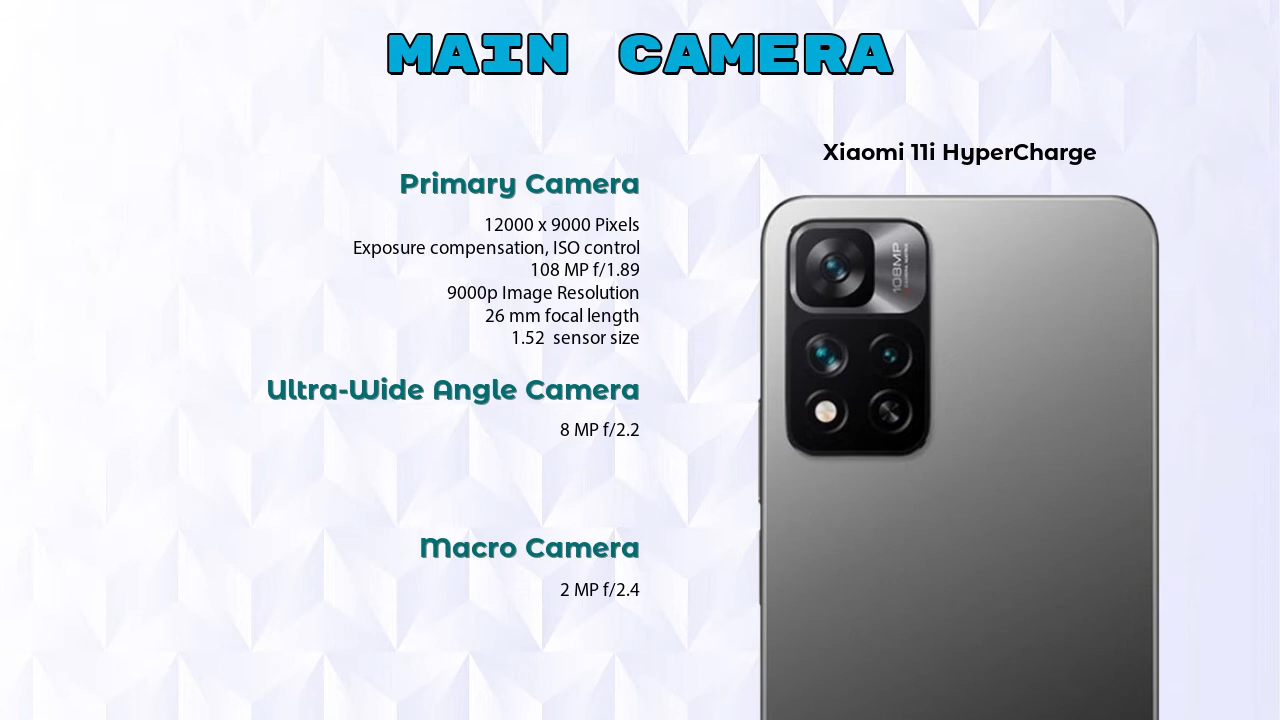 MAIN CAMERA
Xiaomi 11i HyperCharge
Primary Camera
12000 x 9000 Pixels
Exposure compensation, ISO control
108 MP f/1.89
9000p Image Resolution
26 mm focal length
1.52 sensor size
Ultra-Wide Angle Camera
8 MP f/2.2
Macro Camera
2 MP f/2.4
108MP